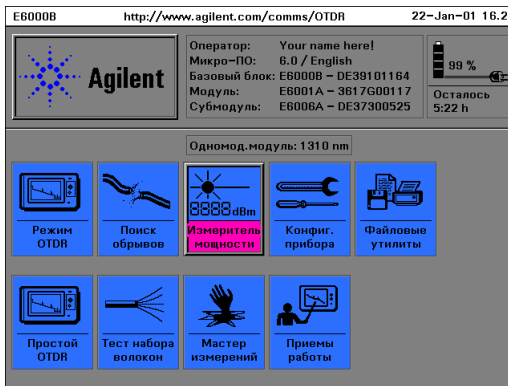 E6000B http://www.agilent.com/comms/OTDR 22-Jan-01 16.2
Agilent
Оператор: Your name here!
Микро-ПО: 6.0 / English
Базовый блок: E6000B - DE39101164
Модуль: E6001A - 3617G00117
Субмодуль: E6006A - DE37300525
99 %
Осталось
5:22 h
Одномод.модуль: 1310 nm
8888 dBm
Режим
OTDR
Поиск
обрывов
Измеритель
мощности
Конфиг.
прибора
Файловые
утилиты
Простой
OTDR
Тест набора
волокон
Мастер
измерений
Приемы
работы